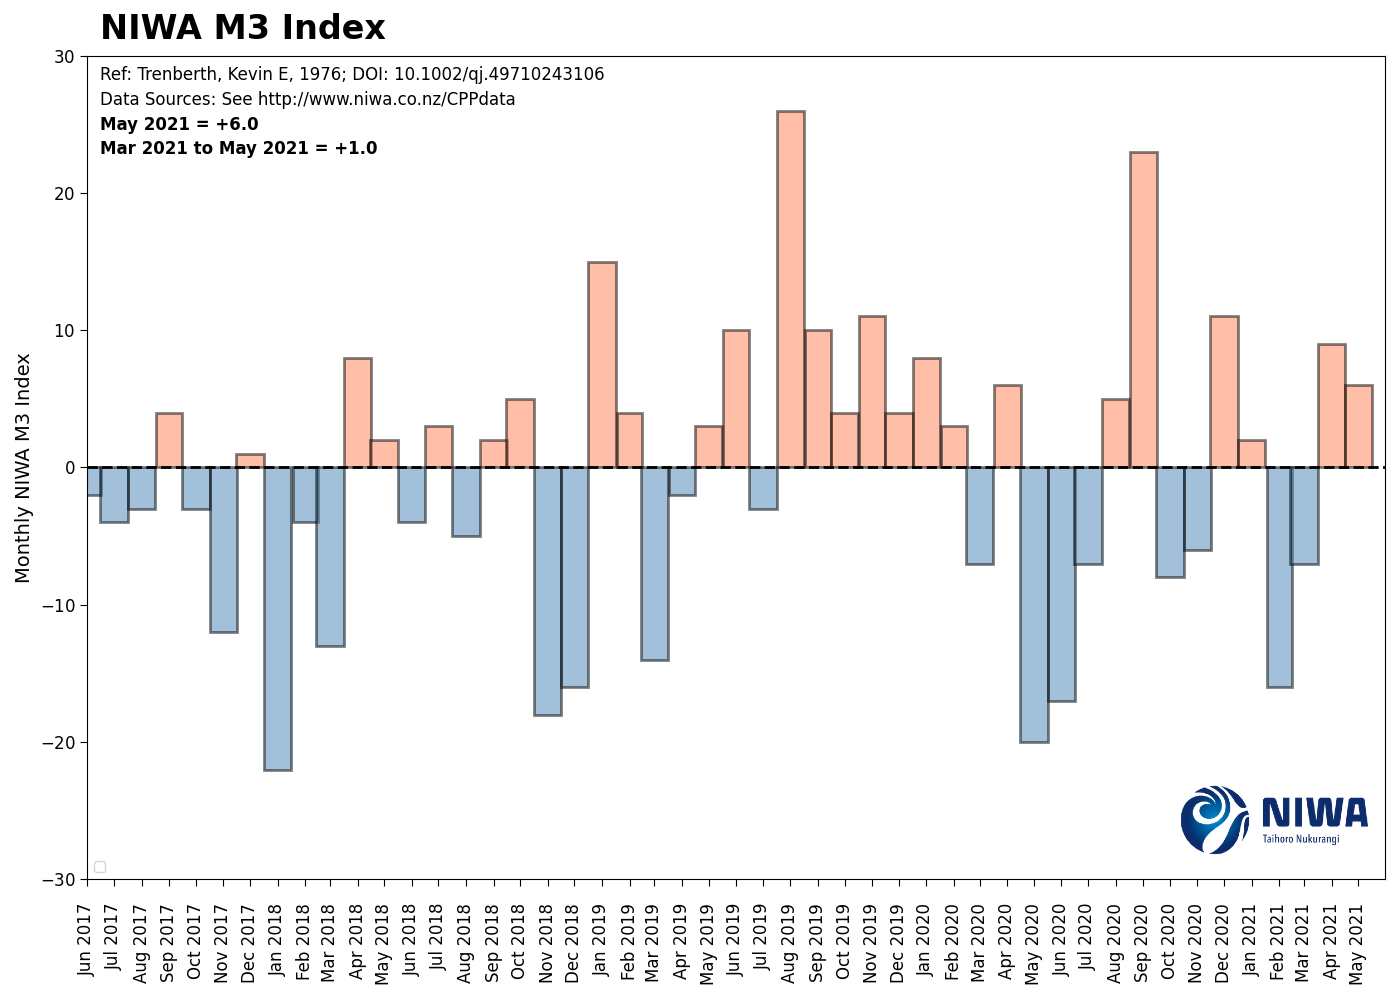 NIWA M3 Index
Ref: Trenberth, Kevin E, 1976; DOI: 10.1002/qj.49710243106
Data Sources: See http://www.niwa.co.nz/CPPdata
May 2021 = +6.0
Mar 2021 to May 2021 = +1.0
Monthly NIWA M3 Index
30
20
10
0
−10
−20
−30
NIWA
Taihoro Nukurangi
Jun 2017
Jul 2017
Aug 2017
Sep 2017
Oct 2017
Nov 2017
Dec 2017
Jan 2018
Feb 2018
Mar 2018
Apr 2018
May 2018
Jun 2018
Jul 2018
Aug 2018
Sep 2018
Oct 2018
Nov 2018
Dec 2018
Jan 2019
Feb 2019
Mar 2019
Apr 2019
May 2019
Jun 2019
Jul 2019
Aug 2019
Sep 2019
Oct 2019
Nov 2019
Dec 2019
Jan 2020
Feb 2020
Mar 2020
Apr 2020
May 2020
Jun 2020
Jul 2020
Aug 2020
Sep 2020
Oct 2020
Nov 2020
Dec 2020
Jan 2021
Feb 2021
Mar 2021
Apr 2021
May 2021